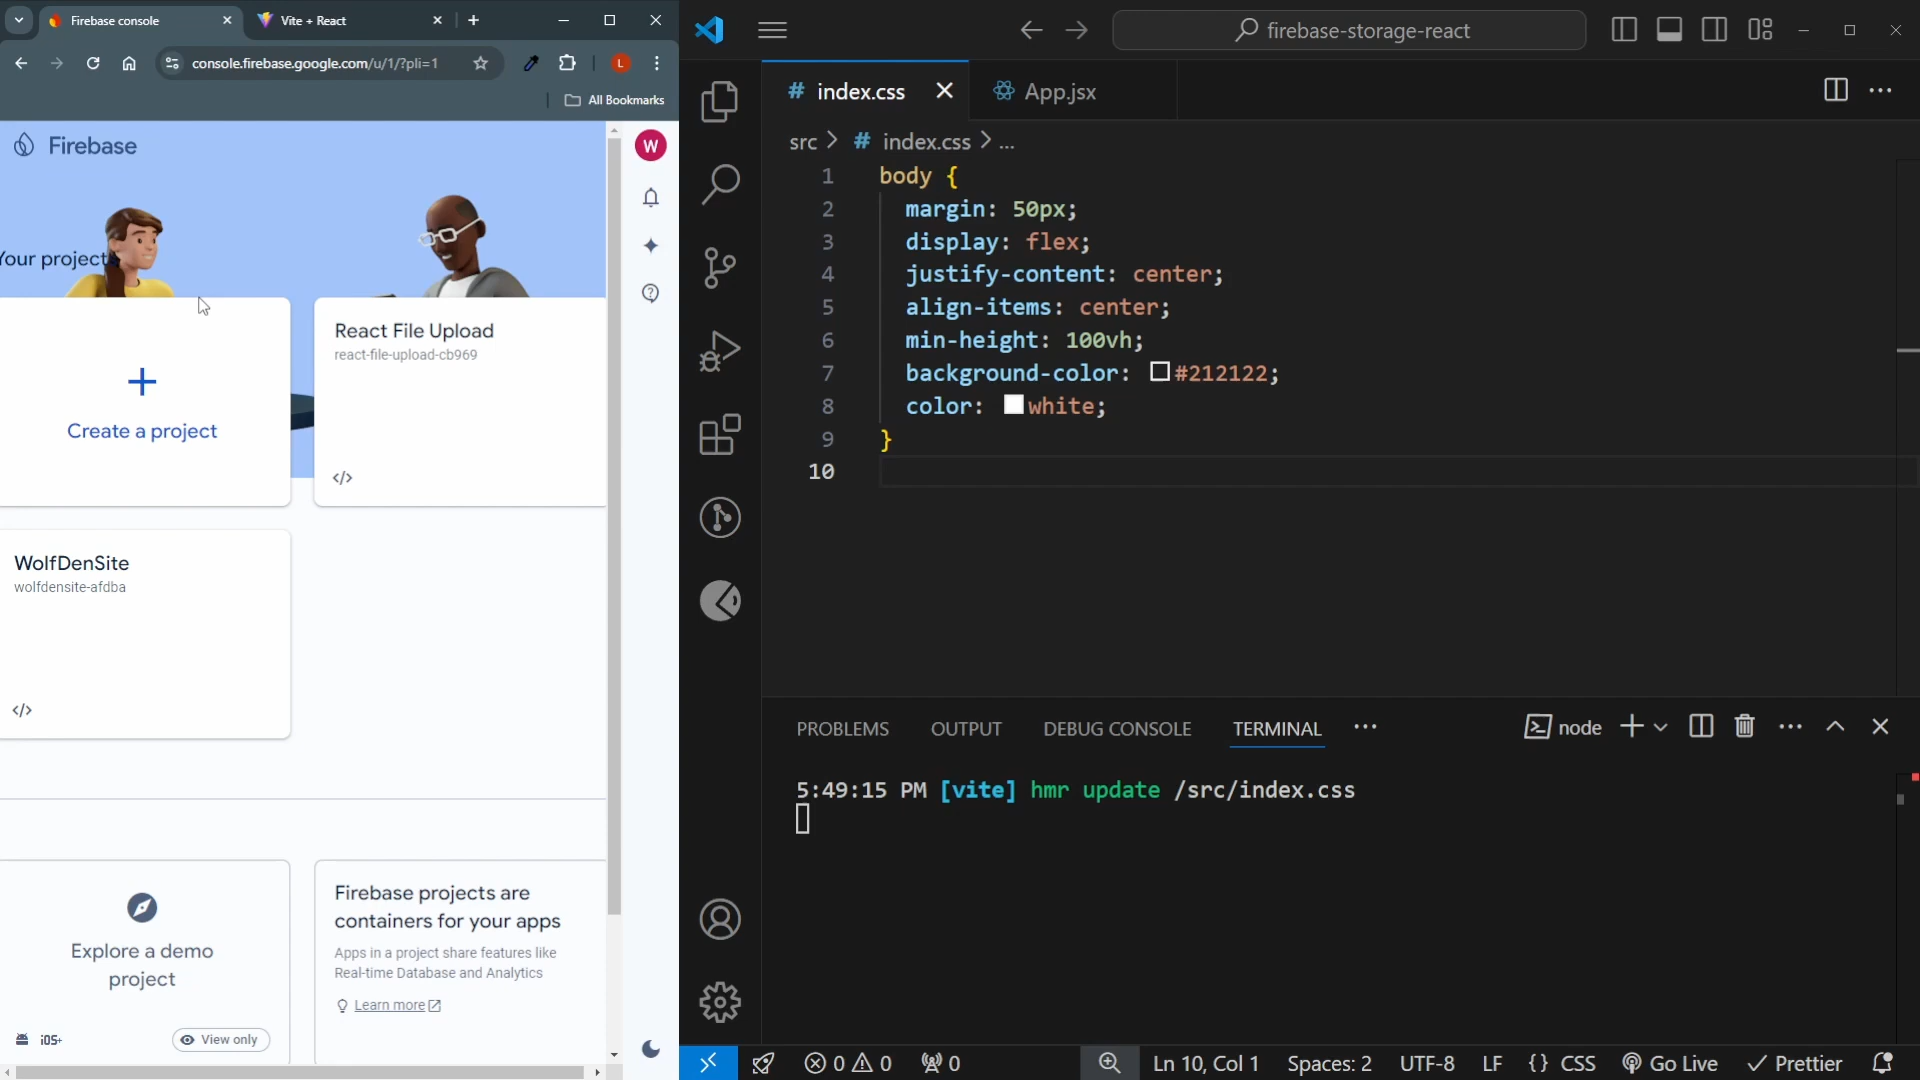 Firebase console
Vite + React
console.firebase.google.com/u/1/?pli=1
L
All Bookmarks
Firebase
W
Your projects
Create a project
React File Upload
react-file-upload-cb969
</>
WolfDenSite
wolfdensite-afdba
</>
Explore a demo
project
iOS+
View only
Firebase projects are
containers for your apps
Apps in a project share features like
Real-time Database and Analytics
Learn more
firebase-storage-react
# index.css
App.jsx
src > # index.css > ...
1 body {
2 margin: 50px;
3 display: flex;
4 justify-content: center;
5 align-items: center;
6 min-height: 100vh;
7 background-color: #212122;
8 color: white;
9 }
10
PROBLEMS
OUTPUT
DEBUG CONSOLE
TERMINAL
node
5:49:15 PM [vite] hmr update /src/index.css
0 0 0
Ln 10, Col 1
Spaces: 2
UTF-8
LF
{} CSS
Go Live
Prettier